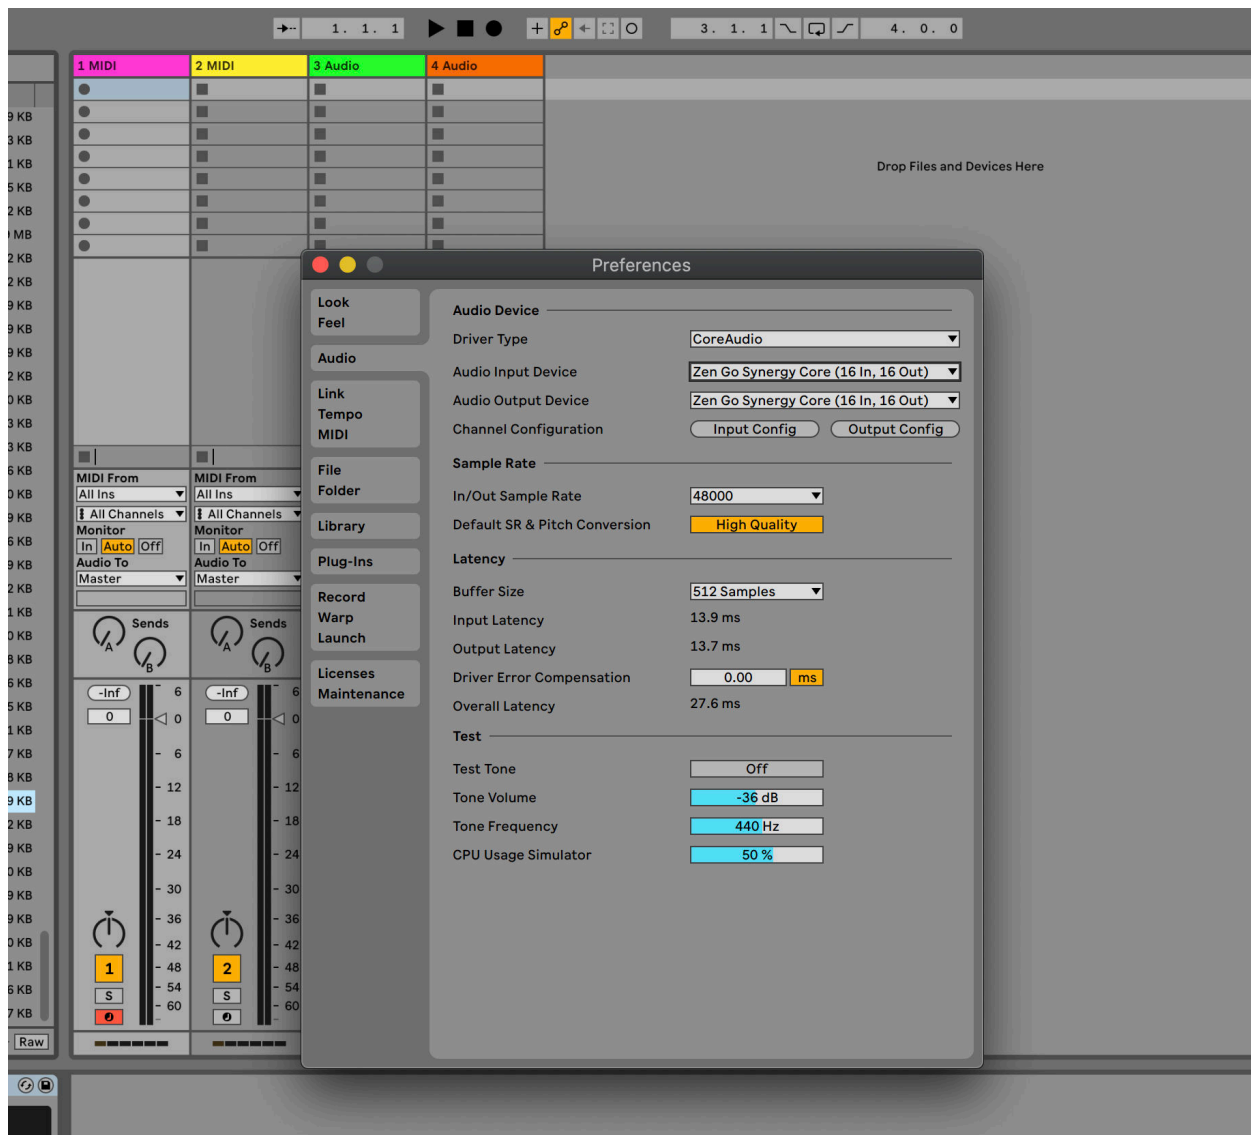 1. 1. 1
3. 1. 1
4. 0. 0
1 MIDI
2 MIDI
3 Audio
4 Audio
9 KB
3 KB
1 KB
5 KB
2 KB
MB
2 KB
2 KB
9 KB
9 KB
9 KB
2 KB
0 KB
3 KB
3 KB
6 KB
0 KB
9 KB
6 KB
9 KB
2 KB
1 KB
0 KB
8 KB
6 KB
5 KB
1 KB
7 KB
8 KB
9 KB
2 KB
9 KB
0 KB
9 KB
9 KB
0 KB
1 KB
6 KB
7 KB
Raw
Drop Files and Devices Here
MIDI From
All Ins
All Channels
Monitor
In Auto Off
Audio To
Master
Sends
A
B
-Inf
0
6
0
6
12
18
24
30
36
42
48
54
60
1
S
MIDI From
All Ins
All Channels
Monitor
In Auto Off
Audio To
Master
Sends
A
B
-Inf
0
6
0
6
12
18
24
30
36
42
48
54
60
2
S
Preferences
Look
Feel
Audio
Link
Tempo
MIDI
File
Folder
Library
Plug-Ins
Record
Warp
Launch
Licenses
Maintenance
Audio Device
Driver Type CoreAudio
Audio Input Device Zen Go Synergy Core (16 In, 16 Out)
Audio Output Device Zen Go Synergy Core (16 In, 16 Out)
Channel Configuration Input Config Output Config
Sample Rate
In/Out Sample Rate 48000
Default SR & Pitch Conversion High Quality
Latency
Buffer Size 512 Samples
Input Latency 13.9 ms
Output Latency 13.7 ms
Driver Error Compensation 0.00 ms
Overall Latency 27.6 ms
Test
Test Tone Off
Tone Volume -36 dB
Tone Frequency 440 Hz
CPU Usage Simulator 50 %